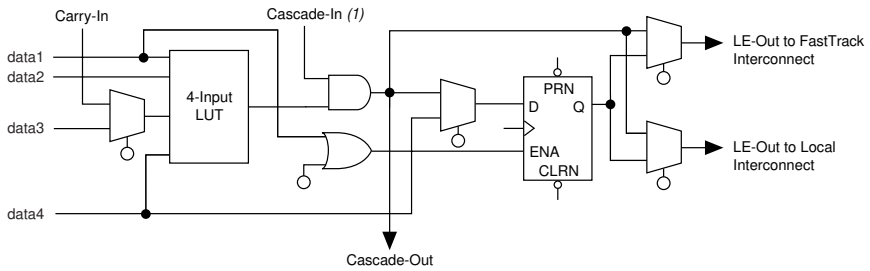 Carry-In
Cascade-In (1)
data1
data2
data3
data4
4-Input
LUT
PRN
D
Q
ENA
CLRN
LE-Out to FastTrack
Interconnect
LE-Out to Local
Interconnect
Cascade-Out